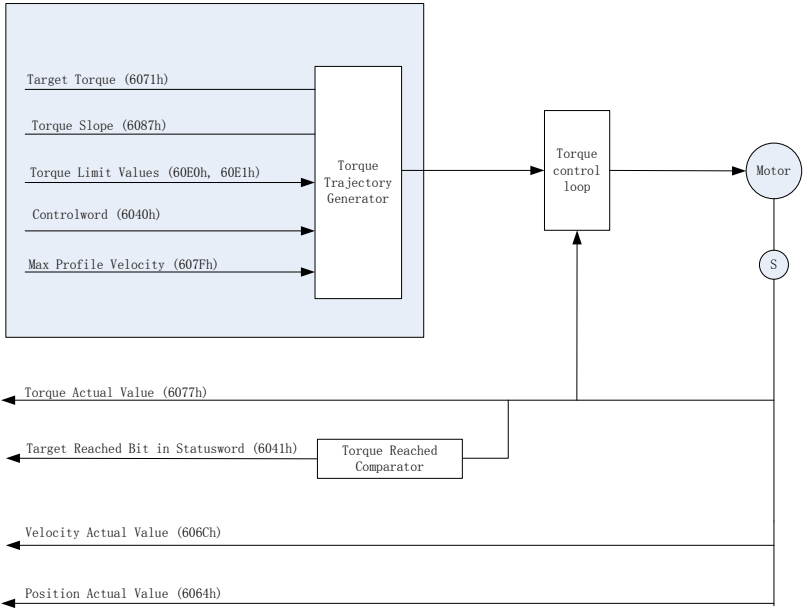 Target Torque (6071h)
Torque Slope (6087h)
Torque Limit Values (60E0h, 60E1h)
Controlword (6040h)
Max Profile Velocity (607Fh)
Torque
Trajectory
Generator
Torque
control
loop
Motor
S
Torque Actual Value (6077h)
Target Reached Bit in Statusword (6041h)
Torque Reached
Comparator
Velocity Actual Value (606Ch)
Position Actual Value (6064h)